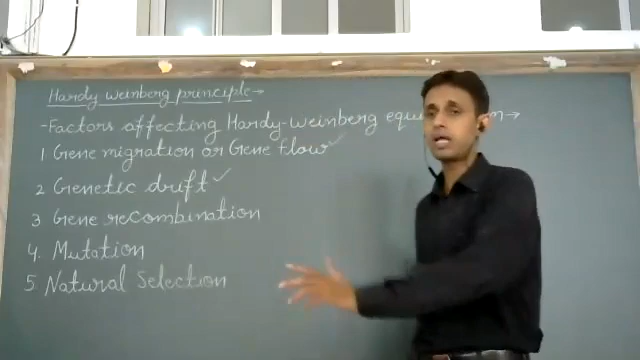 Hardy weinberg principle→
-Factors affecting Hardy-weinberg equ m→
1 Gene migration or Gene flow ✓
2 Genetic drift ✓
3 Gene recombination
4. Mutation
5 Natural Selection